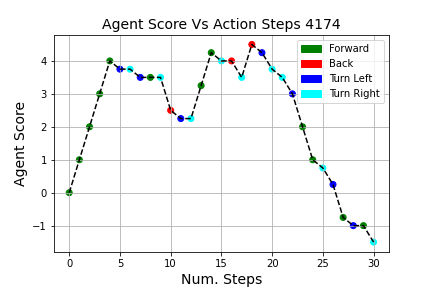 Agent Score Vs Action Steps 4174
Agent Score
4
3
2
1
0
−1
Forward
Back
Turn Left
Turn Right
0 5 10 15 20 25 30
Num. Steps